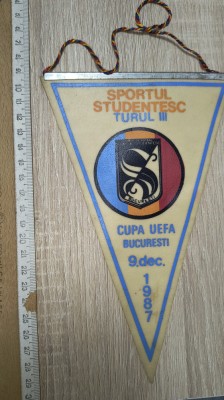 SPORTUL
STUDENTESC
TURUL III
CUPA UEFA
BUCURESTI
9.dec.
1987